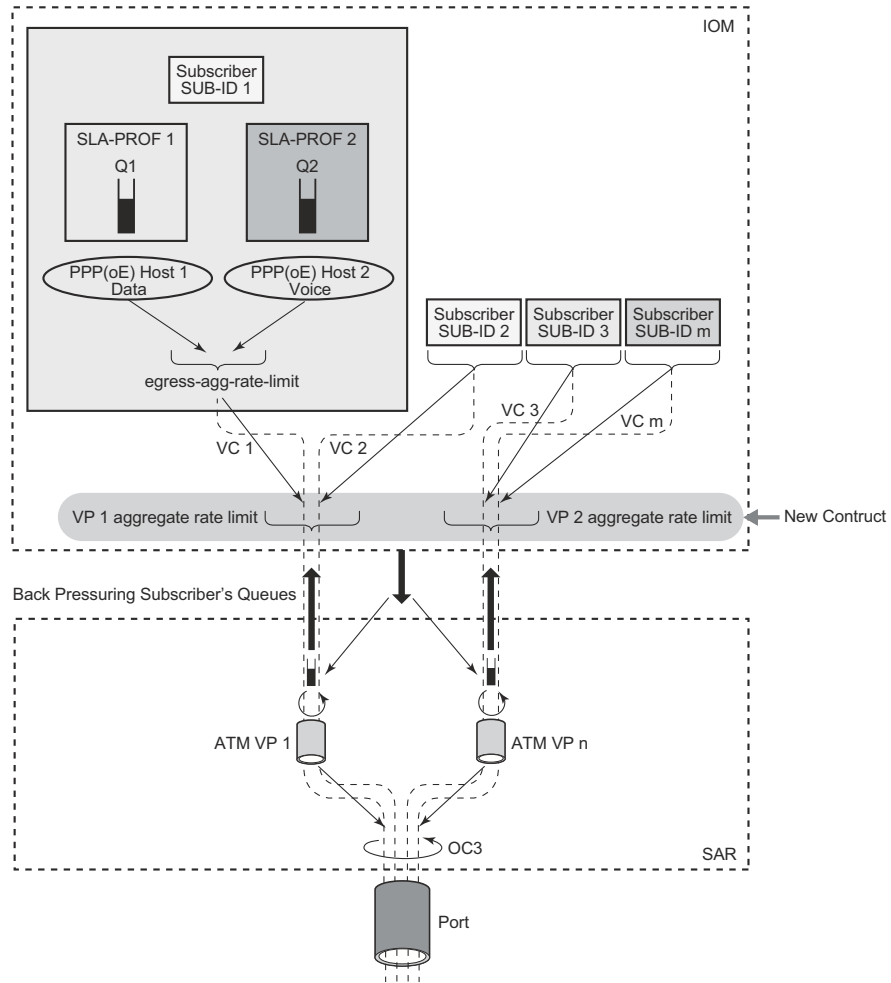 IOM
Subscriber
SUB-ID 1
SLA-PROF 1
Q1
SLA-PROF 2
Q2
PPP(oE) Host 1
Data
PPP(oE) Host 2
Voice
egress-agg-rate-limit
Subscriber
SUB-ID 2
Subscriber
SUB-ID 3
Subscriber
SUB-ID m
VC 1
VC 2
VC 3
VC m
VP 1 aggregate rate limit
VP 2 aggregate rate limit
New Contruct
Back Pressuring Subscriber's Queues
ATM VP 1
ATM VP n
OC3
SAR
Port